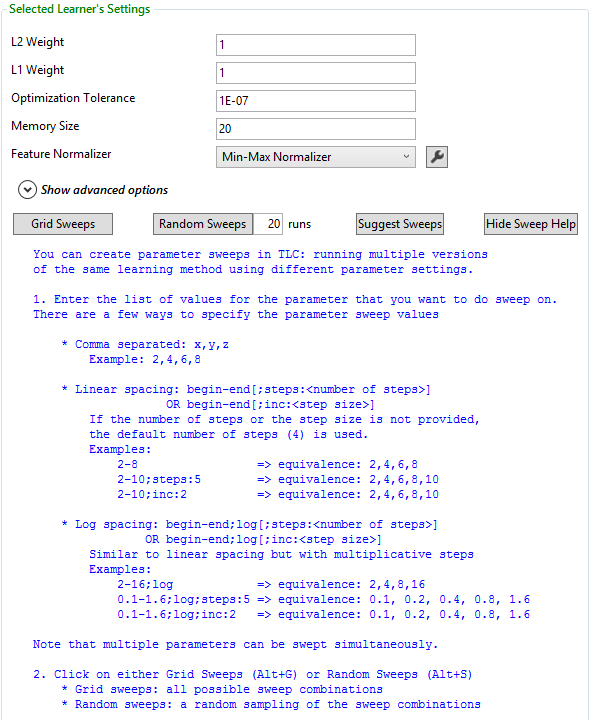 Selected Learner's Settings
L2 Weight 1
L1 Weight 1
Optimization Tolerance 1E-07
Memory Size 20
Feature Normalizer Min-Max Normalizer
Show advanced options
Grid Sweeps Random Sweeps 20 runs Suggest Sweeps Hide Sweep Help
You can create parameter sweeps in TLC: running multiple versions
of the same learning method using different parameter settings.
1. Enter the list of values for the parameter that you want to do sweep on.
There are a few ways to specify the parameter sweep values
* Comma separated: x,y,z
Example: 2,4,6,8
* Linear spacing: begin-end[;steps:<number of steps>]
OR begin-end[;inc:<step size>]
If the number of steps or the step size is not provided,
the default number of steps (4) is used.
Examples:
2-8 => equivalence: 2,4,6,8
2-10;steps:5 => equivalence: 2,4,6,8,10
2-10;inc:2 => equivalence: 2,4,6,8,10
* Log spacing: begin-end;log[;steps:<number of steps>]
OR begin-end;log[;inc:<step size>]
Similar to linear spacing but with multiplicative steps
Examples:
2-16;log => equivalence: 2,4,8,16
0.1-1.6;log;steps:5 => equivalence: 0.1, 0.2, 0.4, 0.8, 1.6
0.1-1.6;log;inc:2 => equivalence: 0.1, 0.2, 0.4, 0.8, 1.6
Note that multiple parameters can be swept simultaneously.
2. Click on either Grid Sweeps (Alt+G) or Random Sweeps (Alt+S)
* Grid sweeps: all possible sweep combinations
* Random sweeps: a random sampling of the sweep combinations